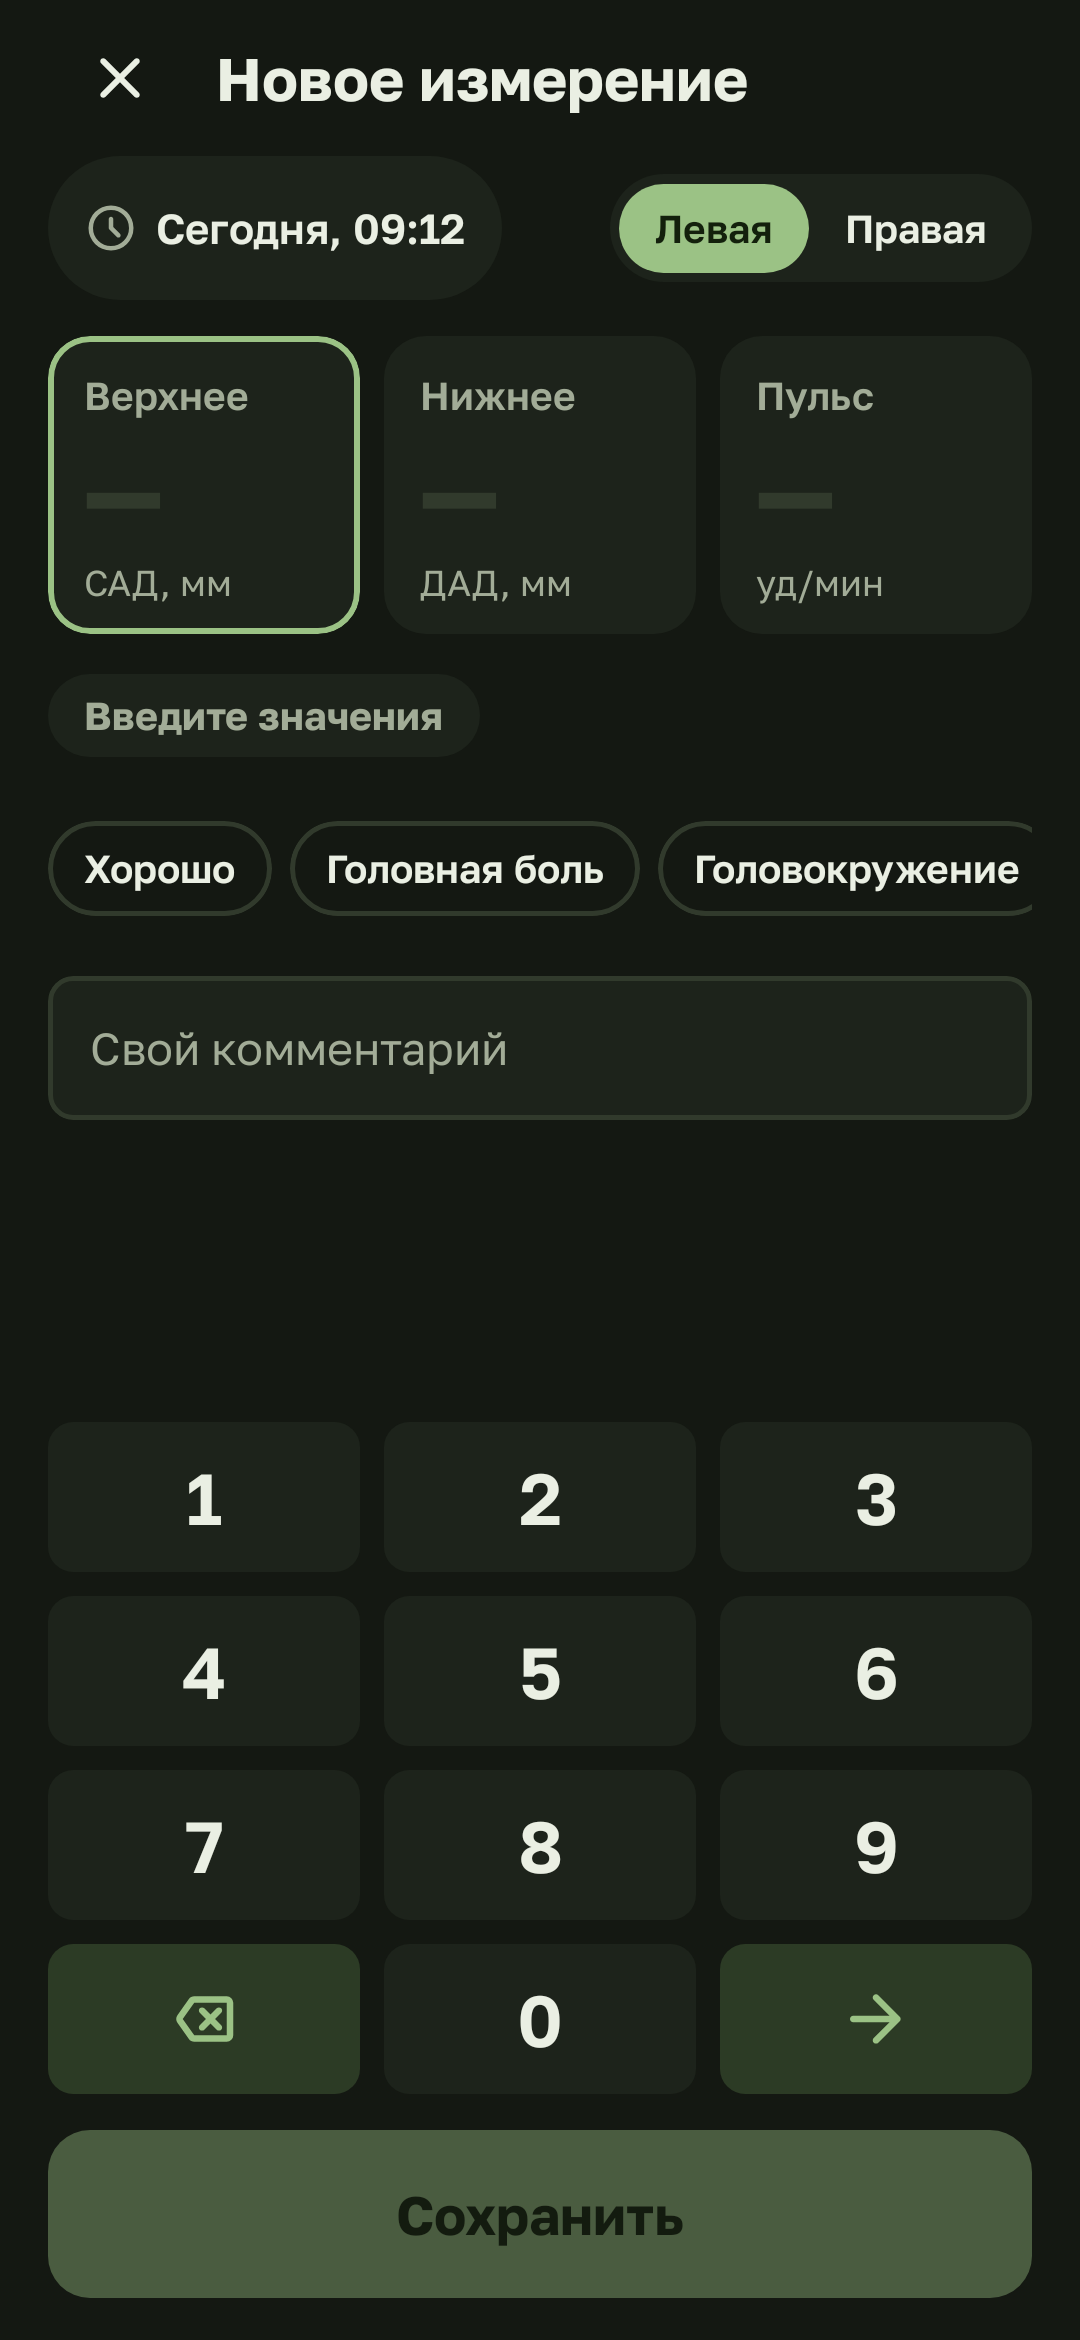 Новое измерение
Сегодня, 09:12
Левая Правая
Верхнее Нижнее Пульс
— — —
САД, мм ДАД, мм уд/мин
Введите значения
Хорошо Головная боль Головокружение
Свой комментарий
1 2 3
4 5 6
7 8 9
0
Сохранить